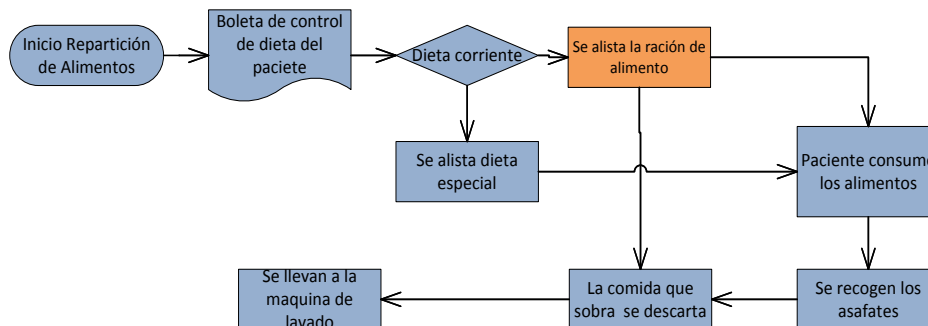 Inicio Repartición
de Alimentos
Boleta de control
de dieta del
paciete
Dieta corriente
Se alista la ración de
alimento
Se alista dieta
especial
Paciente consume
los alimentos
Se llevan a la
maquina de
lavado
La comida que
sobra se descarta
Se recogen los
asafates